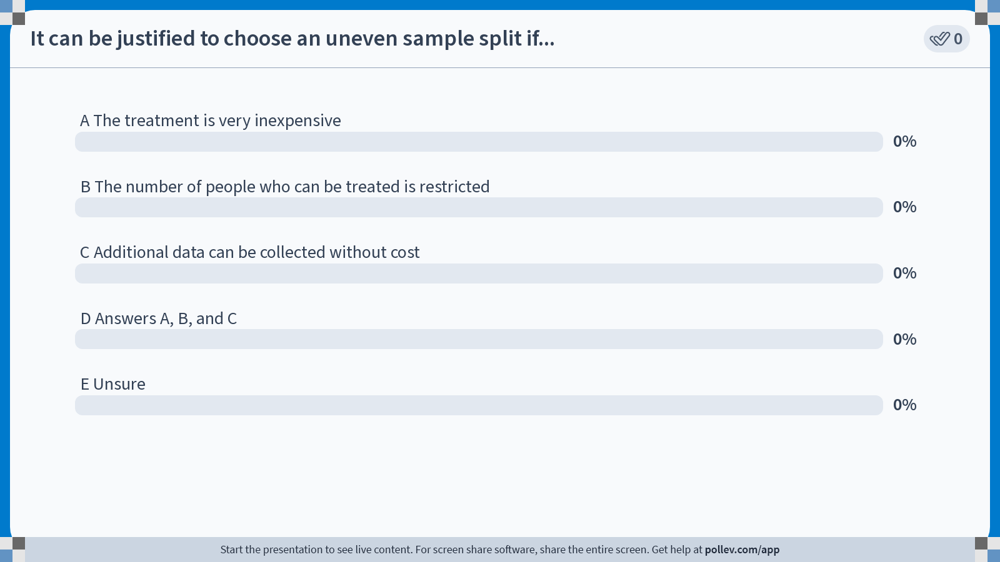 It can be justified to choose an uneven sample split if...
0
A The treatment is very inexpensive
0%
B The number of people who can be treated is restricted
0%
C Additional data can be collected without cost
0%
D Answers A, B, and C
0%
E Unsure
0%
Start the presentation to see live content. For screen share software, share the entire screen. Get help at pollev.com/app